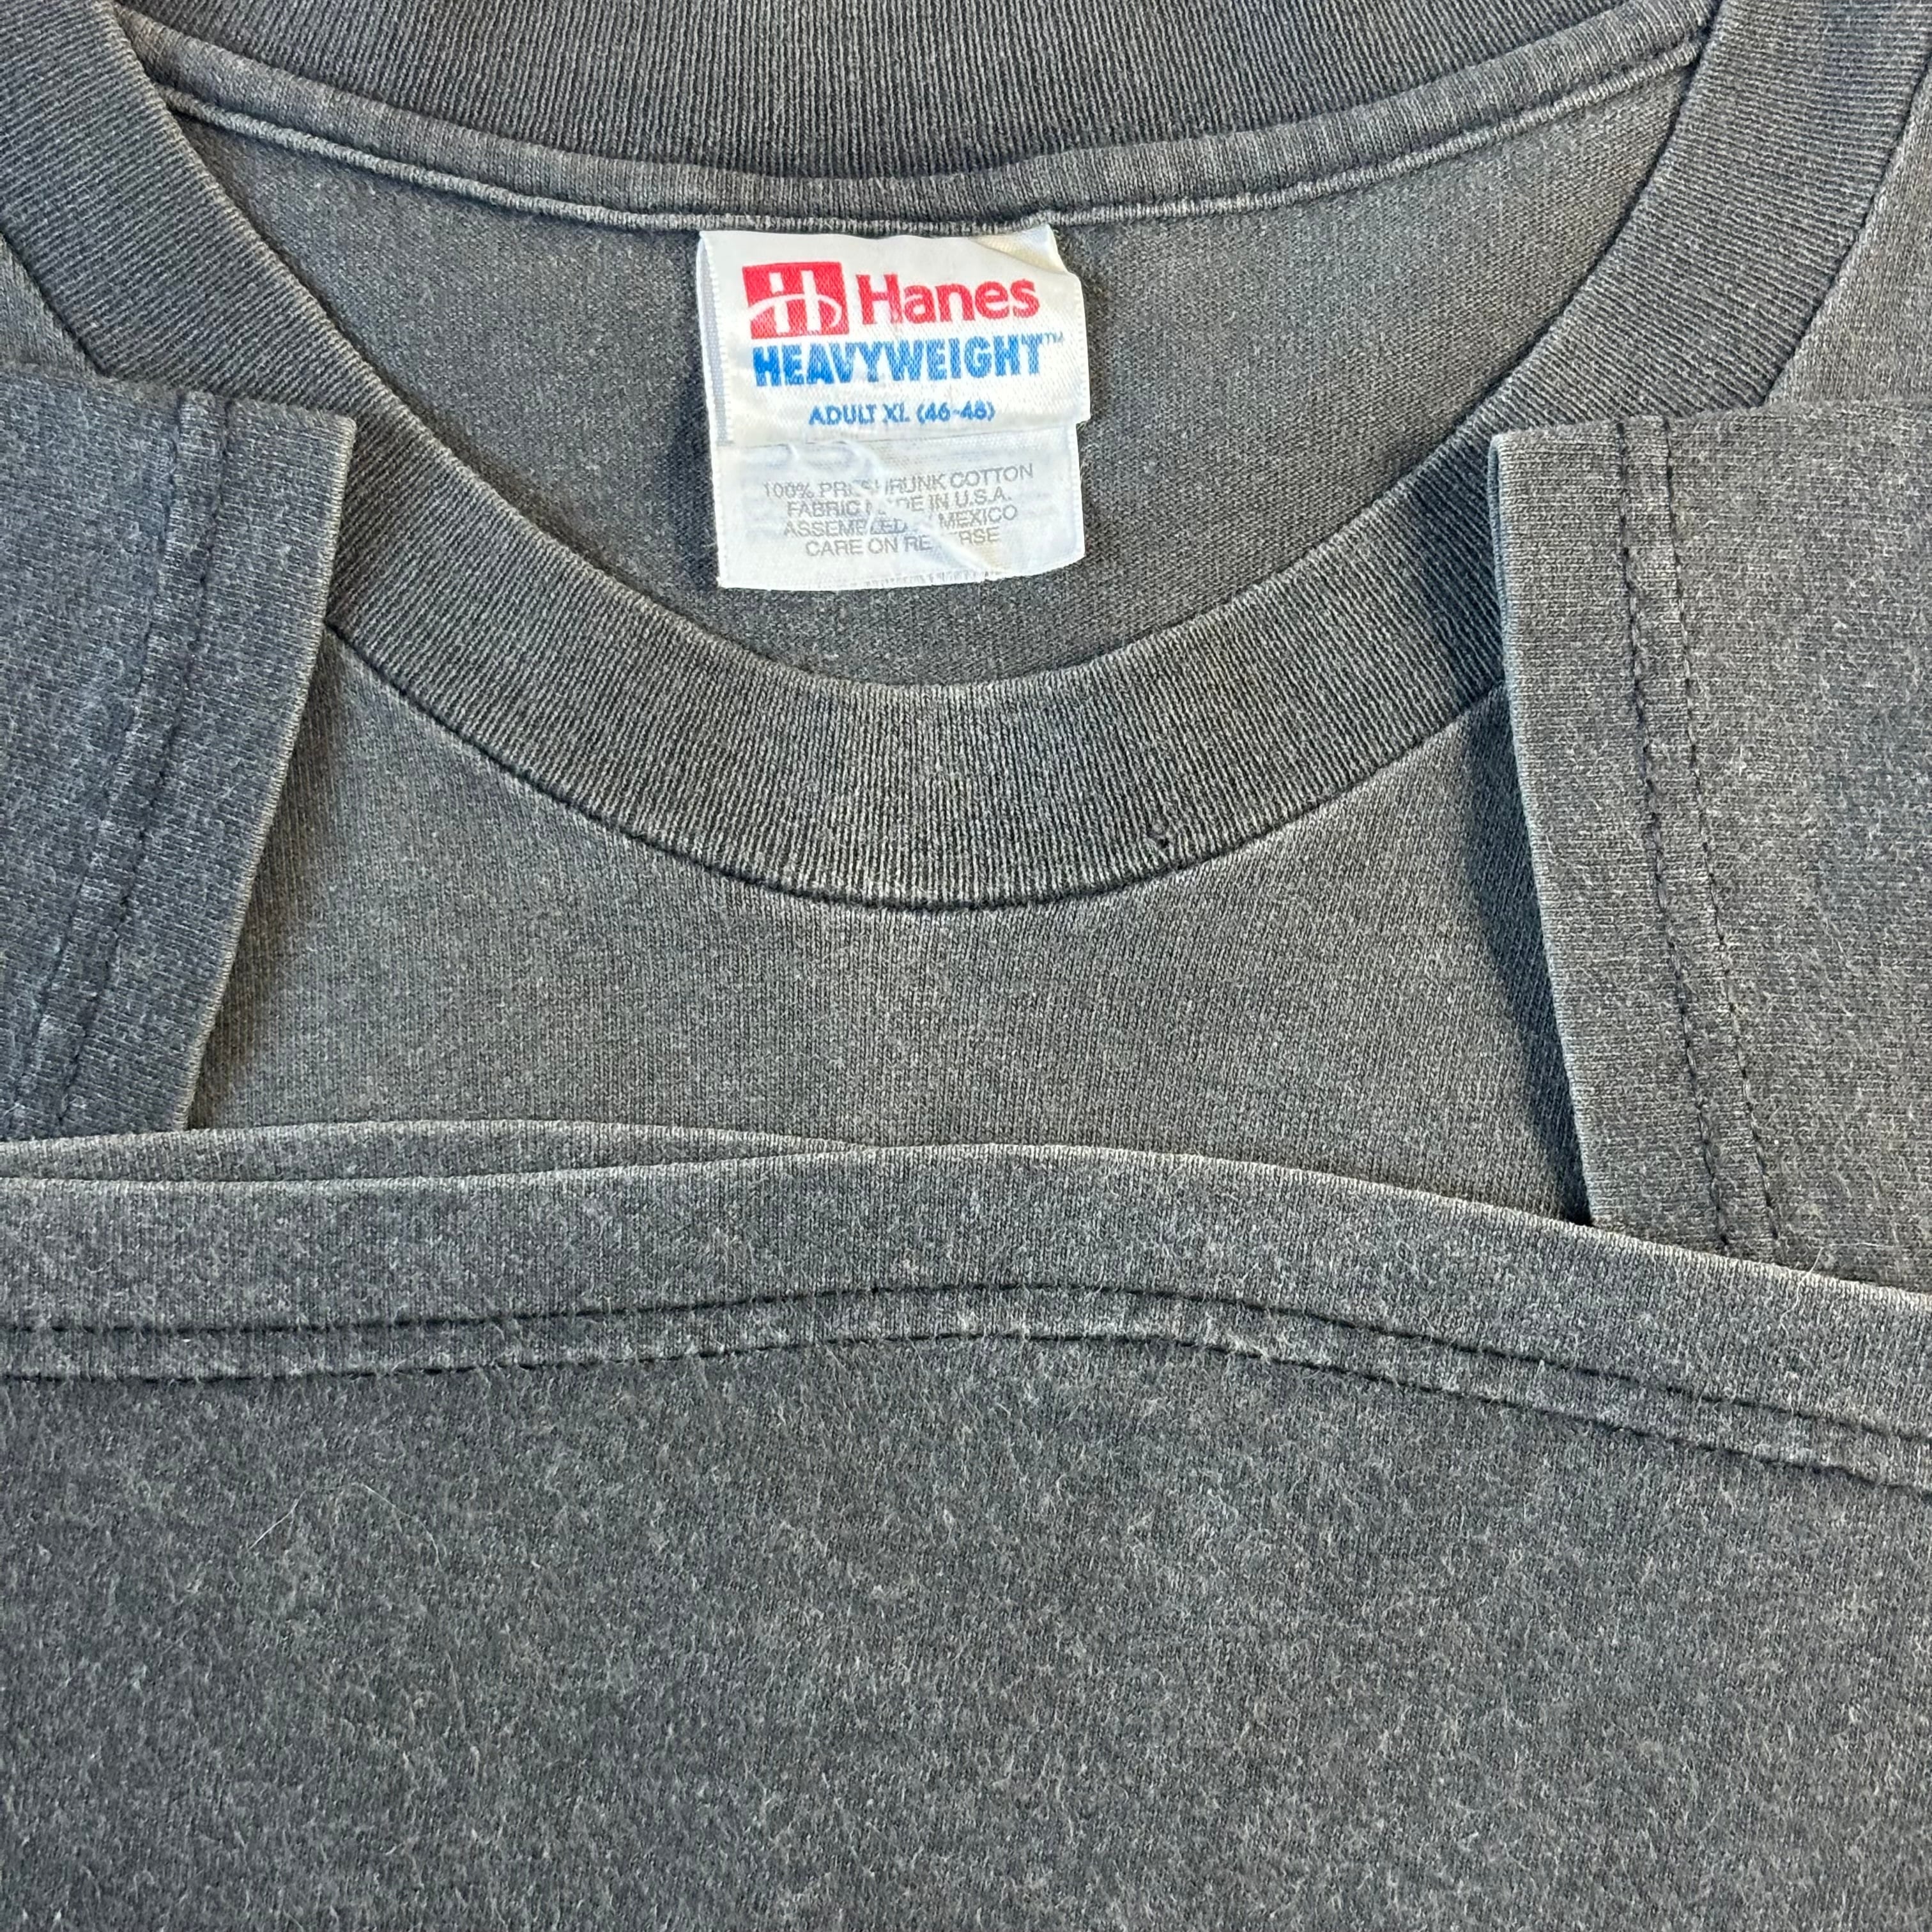 Hanes
HEAVYWEIGHT™
ADULT XL (46-48)
100% PRESHRUNK COTTON
FABRIC MADE IN U.S.A.
ASSEMBLED IN MEXICO
CARE ON REVERSE